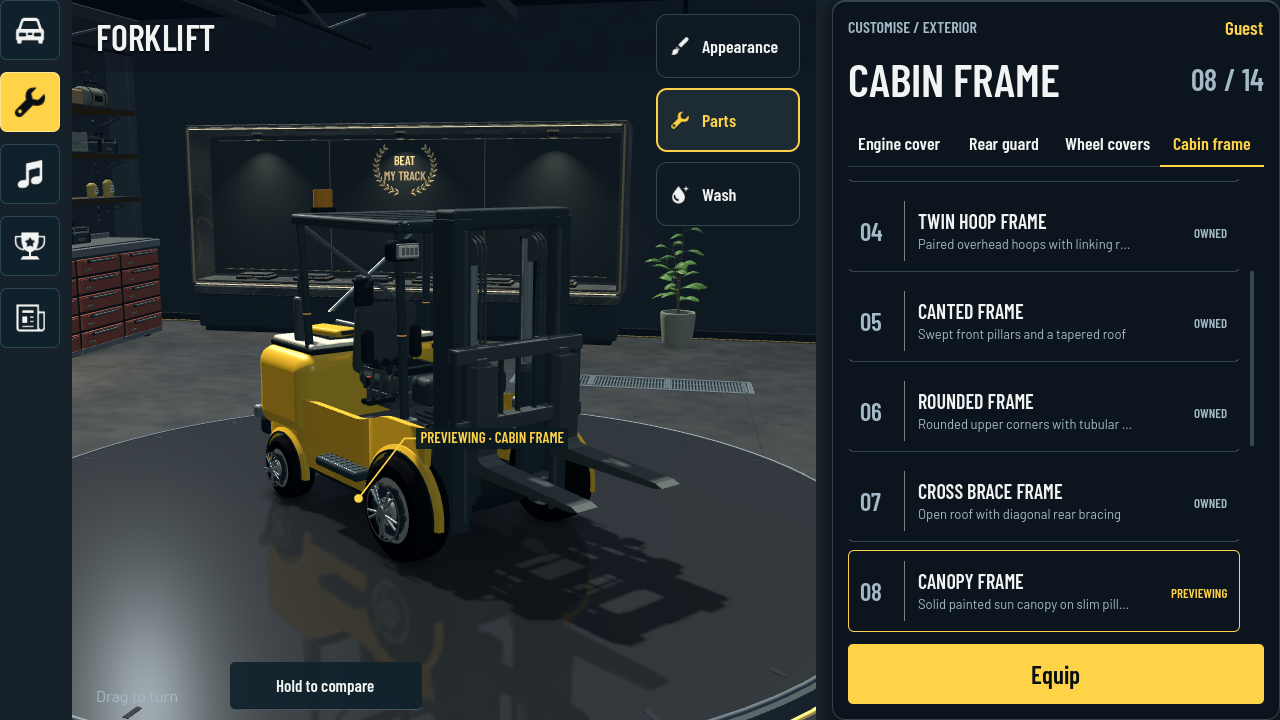 FORKLIFT
BEAT
MY TRACK
Appearance
Parts
Wash
PREVIEWING · CABIN FRAME
Drag to turn
Hold to compare
CUSTOMISE / EXTERIOR
Guest
CABIN FRAME
08 / 14
Engine cover
Rear guard
Wheel covers
Cabin frame
04
TWIN HOOP FRAME
Paired overhead hoops with linking r…
OWNED
05
CANTED FRAME
Swept front pillars and a tapered roof
OWNED
06
ROUNDED FRAME
Rounded upper corners with tubular …
OWNED
07
CROSS BRACE FRAME
Open roof with diagonal rear bracing
OWNED
08
CANOPY FRAME
Solid painted sun canopy on slim pill…
PREVIEWING
Equip